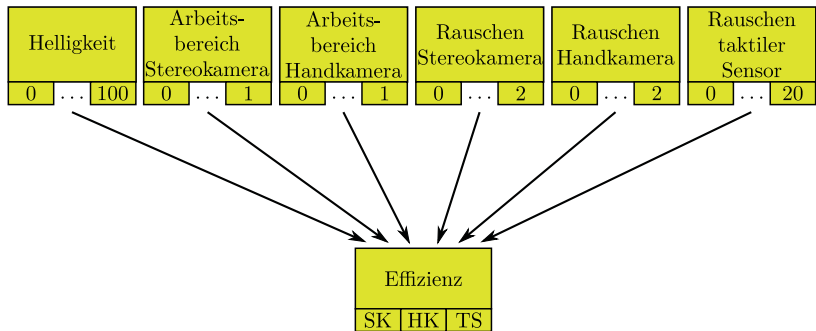 Helligkeit
0 ... 100
Arbeits-
bereich
Stereokamera
0 ... 1
Arbeits-
bereich
Handkamera
0 ... 1
Rauschen
Stereokamera
0 ... 2
Rauschen
Handkamera
0 ... 2
Rauschen
taktiler
Sensor
0 ... 20
Effizienz
SK HK TS